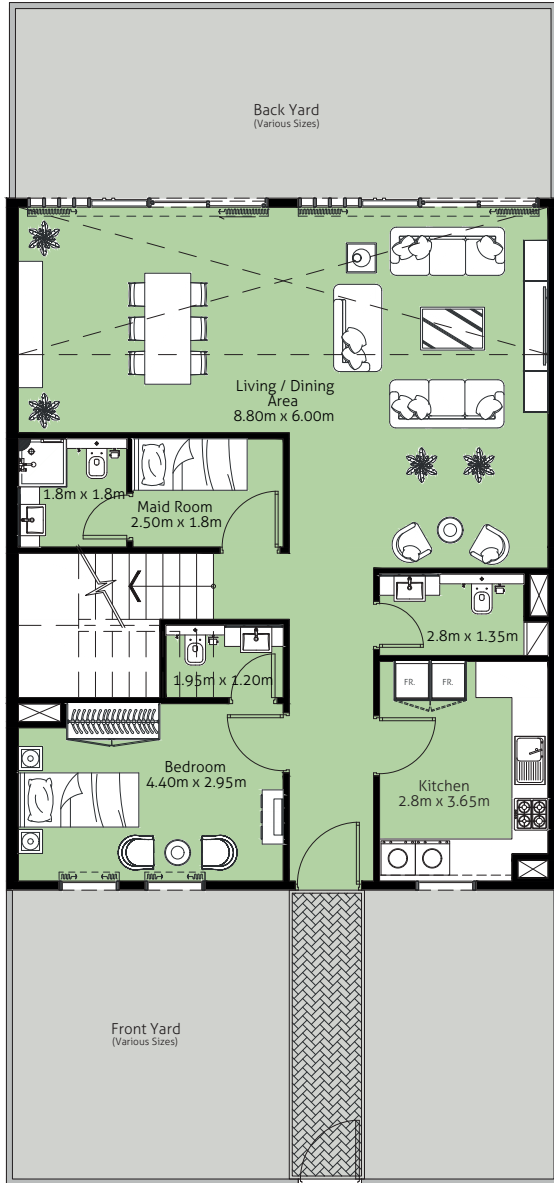 Back Yard
(Various Sizes)
Living / Dining
Area
8.80m x 6.00m
1.8m x 1.8m
Maid Room
2.50m x 1.8m
2.8m x 1.35m
1.95m x 1.20m
FR.
FR.
Bedroom
4.40m x 2.95m
Kitchen
2.8m x 3.65m
Front Yard
(Various Sizes)